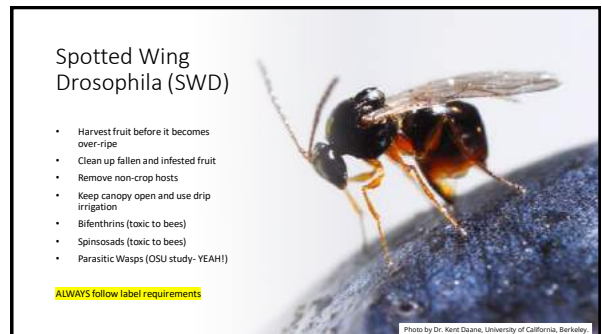 Spotted Wing
Drosophila (SWD)
• Harvest fruit before it becomes
over-ripe
• Clean up fallen and infested fruit
• Remove non-crop hosts
• Keep canopy open and use drip
irrigation
• Bifenthrins (toxic to bees)
• Spinsosads (toxic to bees)
• Parasitic Wasps (OSU study- YEAH!)
ALWAYS follow label requirements
Photo by Dr. Kent Daane, University of California, Berkeley.